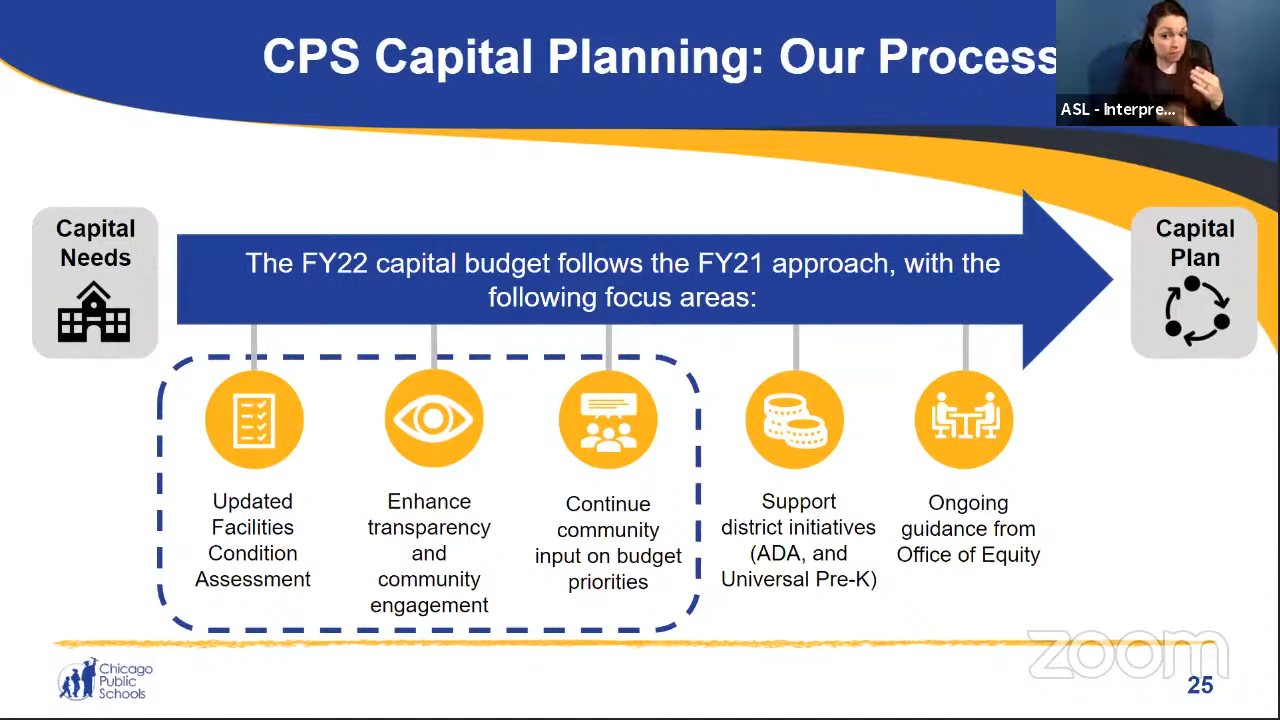 CPS Capital Planning: Our Process
ASL - Interpre...
Capital
Needs
The FY22 capital budget follows the FY21 approach, with the
following focus areas:
Capital
Plan
Updated
Facilities
Condition
Assessment
Enhance
transparency
and
community
engagement
Continue
community
input on budget
priorities
Support
district initiatives
(ADA, and
Universal Pre-K)
Ongoing
guidance from
Office of Equity
Chicago
Public
Schools
zoom
25